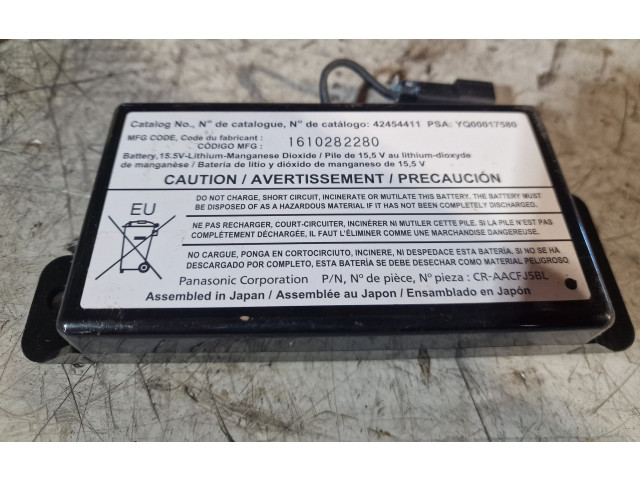 Catalog No., N° de catalogue, N° de catálogo: 42454411 PSA: YQ00017580
MFG CODE, Code du fabricant :
CÓDIGO MFG : 1610282280
Battery,15.5V-Lithium-Manganese Dioxide / Pile de 15,5 V au lithium-dioxyde
de manganèse / Batería de litio y dióxido de manganeso de 15,5 V
CAUTION / AVERTISSEMENT / PRECAUCIÓN
EU
DO NOT CHARGE, SHORT CIRCUIT, INCINERATE OR MUTILATE THIS BATTERY. THE BATTERY MUST
BE DISPOSED OF AS A HAZARDOUS MATERIAL IF IT HAS NOT BEEN COMPLETELY DISCHARGED.
NE PAS RECHARGER, COURT-CIRCUITER, INCINÉRER NI MUTILER CETTE PILE. SI LA PILE N'EST PAS
COMPLÈTEMENT DÉCHARGÉE, IL FAUT L'ÉLIMINER COMME UNE MARCHANDISE DANGEREUSE.
NO CARGUE, PONGA EN CORTOCIRCIUTO, INCINERE, NI DESPEDACE ESTA BATERÍA, SI NO SE HA
DESCARGADO POR COMPLETO, ESTA BATERÍA SE DEBE DESECHAR COMO MATERIAL PELIGROSO
Panasonic Corporation P/N, Nº de pièce, Nº pieza : CR-AACFJ5BL
Assembled in Japan / Assemblée au Japon / Ensamblado en Japón